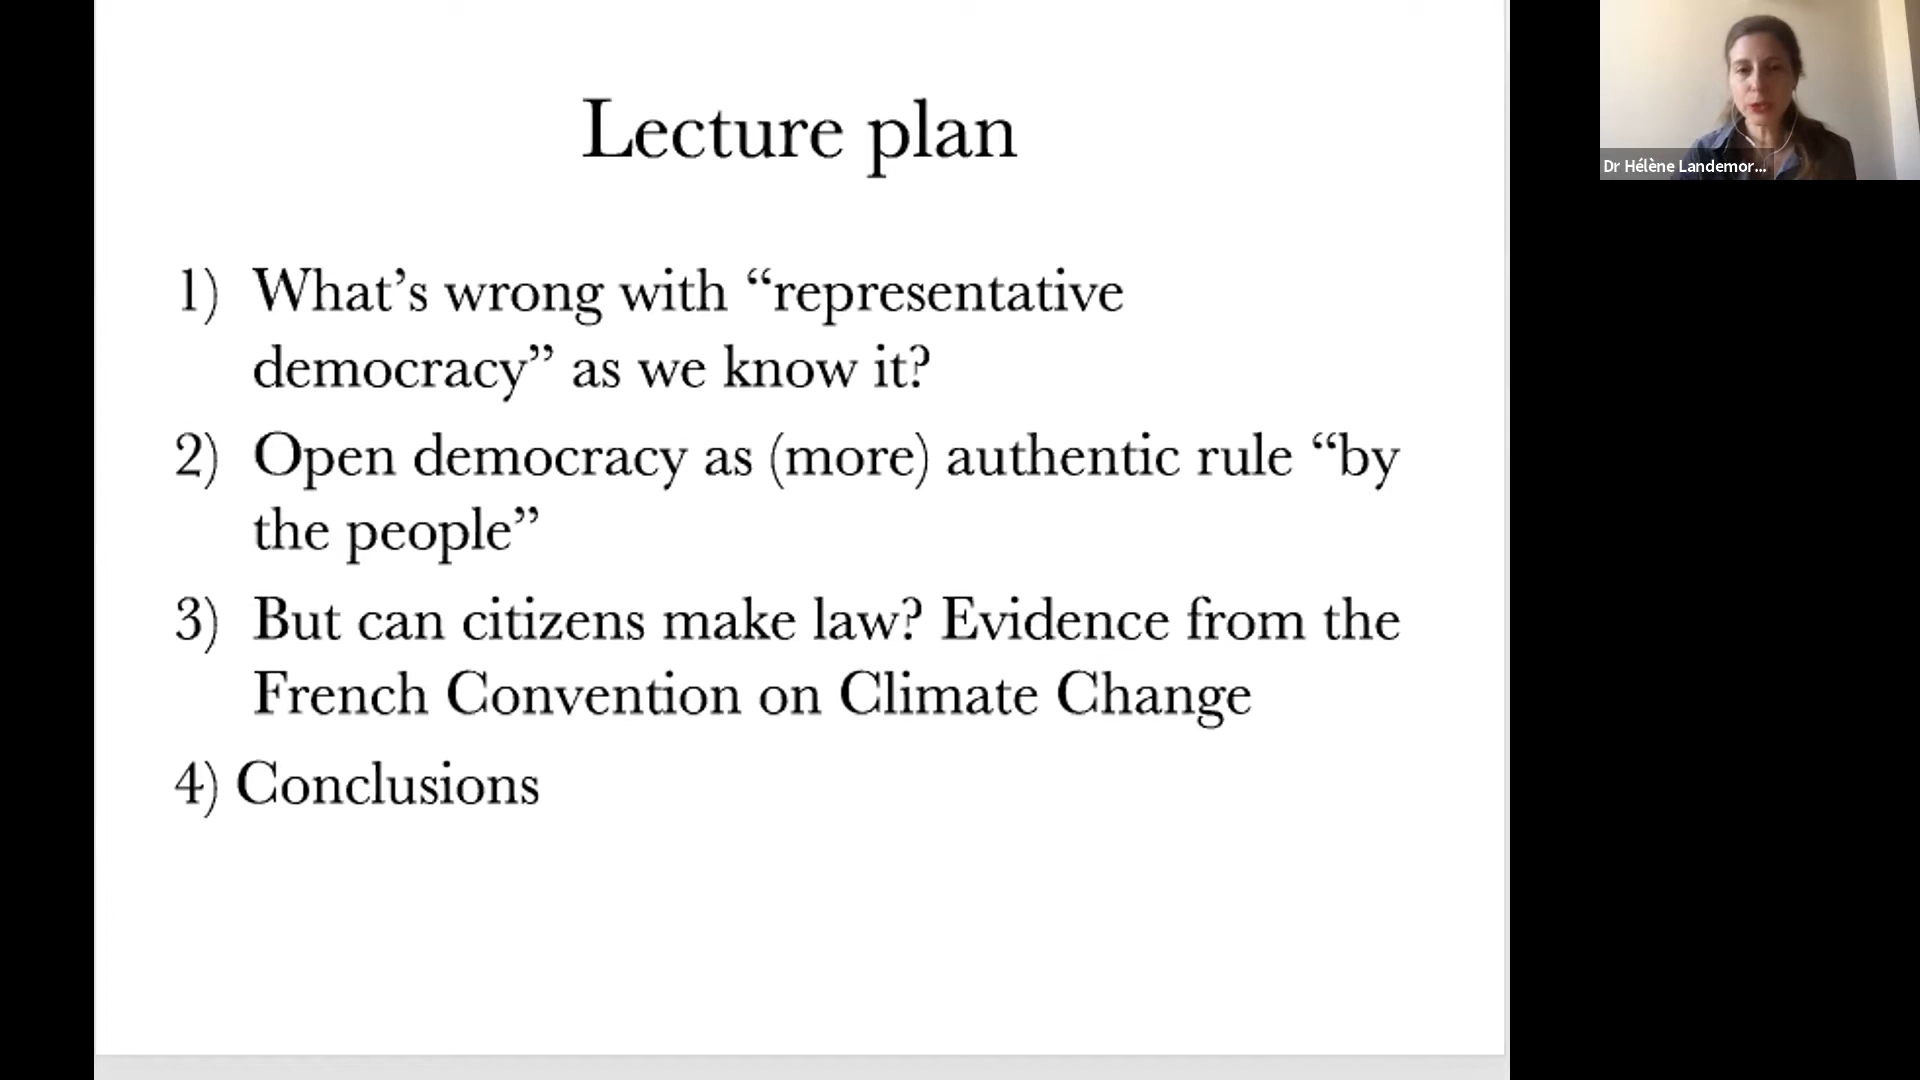 Lecture plan
1) What’s wrong with “representative
democracy” as we know it?
2) Open democracy as (more) authentic rule “by
the people”
3) But can citizens make law? Evidence from the
French Convention on Climate Change
4) Conclusions
Dr Hélène Landemor...